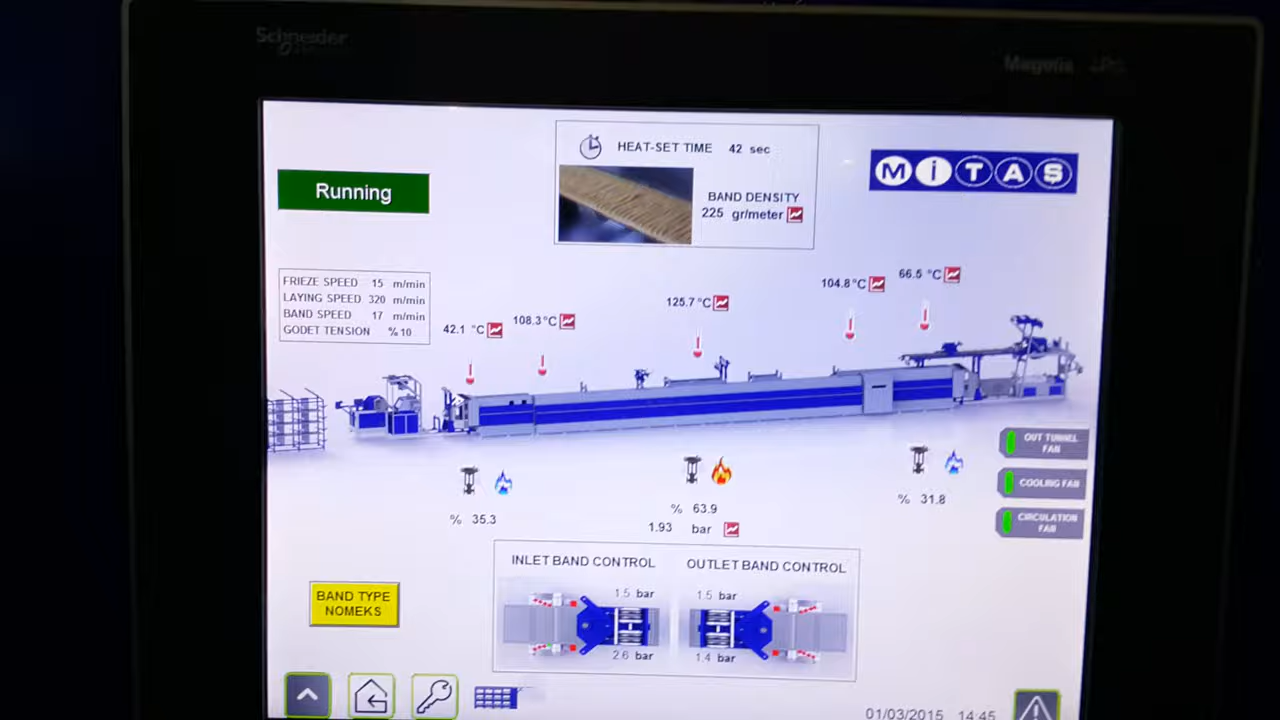 Schneider
Magelis
HEAT-SET TIME 42 sec
MİTAŞ
Running
BAND DENSITY
225 gr/meter
FRIEZE SPEED 15 m/min
LAYING SPEED 320 m/min
BAND SPEED 17 m/min
GODET TENSION %10
42.1 °C
108.3°C
125.7°C
104.8°C
66.5 °C
OUT TUNNEL
FAN
COOLING FAN
CIRCULATION
FAN
% 35.3
% 63.9
1.93 bar
% 31.8
INLET BAND CONTROL
OUTLET BAND CONTROL
1.5 bar
1.5 bar
2.6 bar
1.4 bar
BAND TYPE
NOMEKS
01/03/2015 14:45